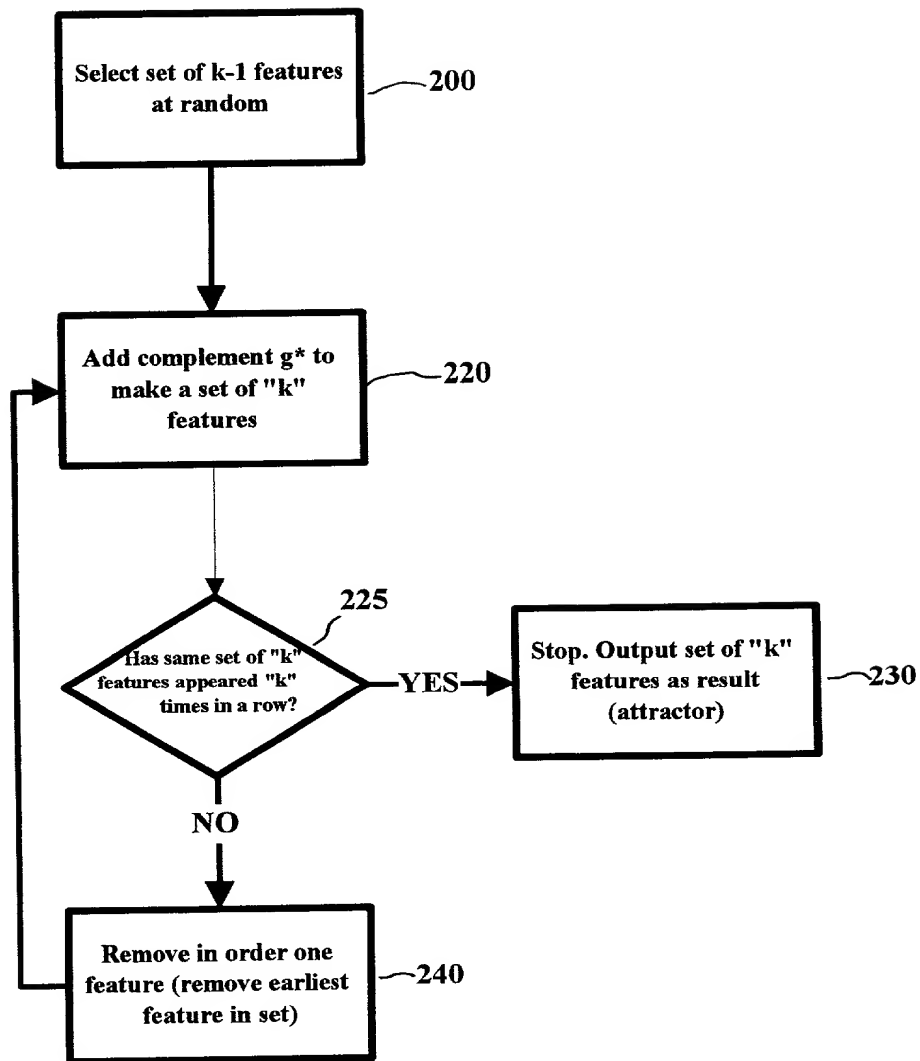 Select set of k-1 features
at random
200
Add complement g* to
make a set of "k"
features
220
225
Has same set of "k"
features appeared "k"
times in a row?
YES
Stop. Output set of "k"
features as result
(attractor)
230
NO
Remove in order one
feature (remove earliest
feature in set)
240